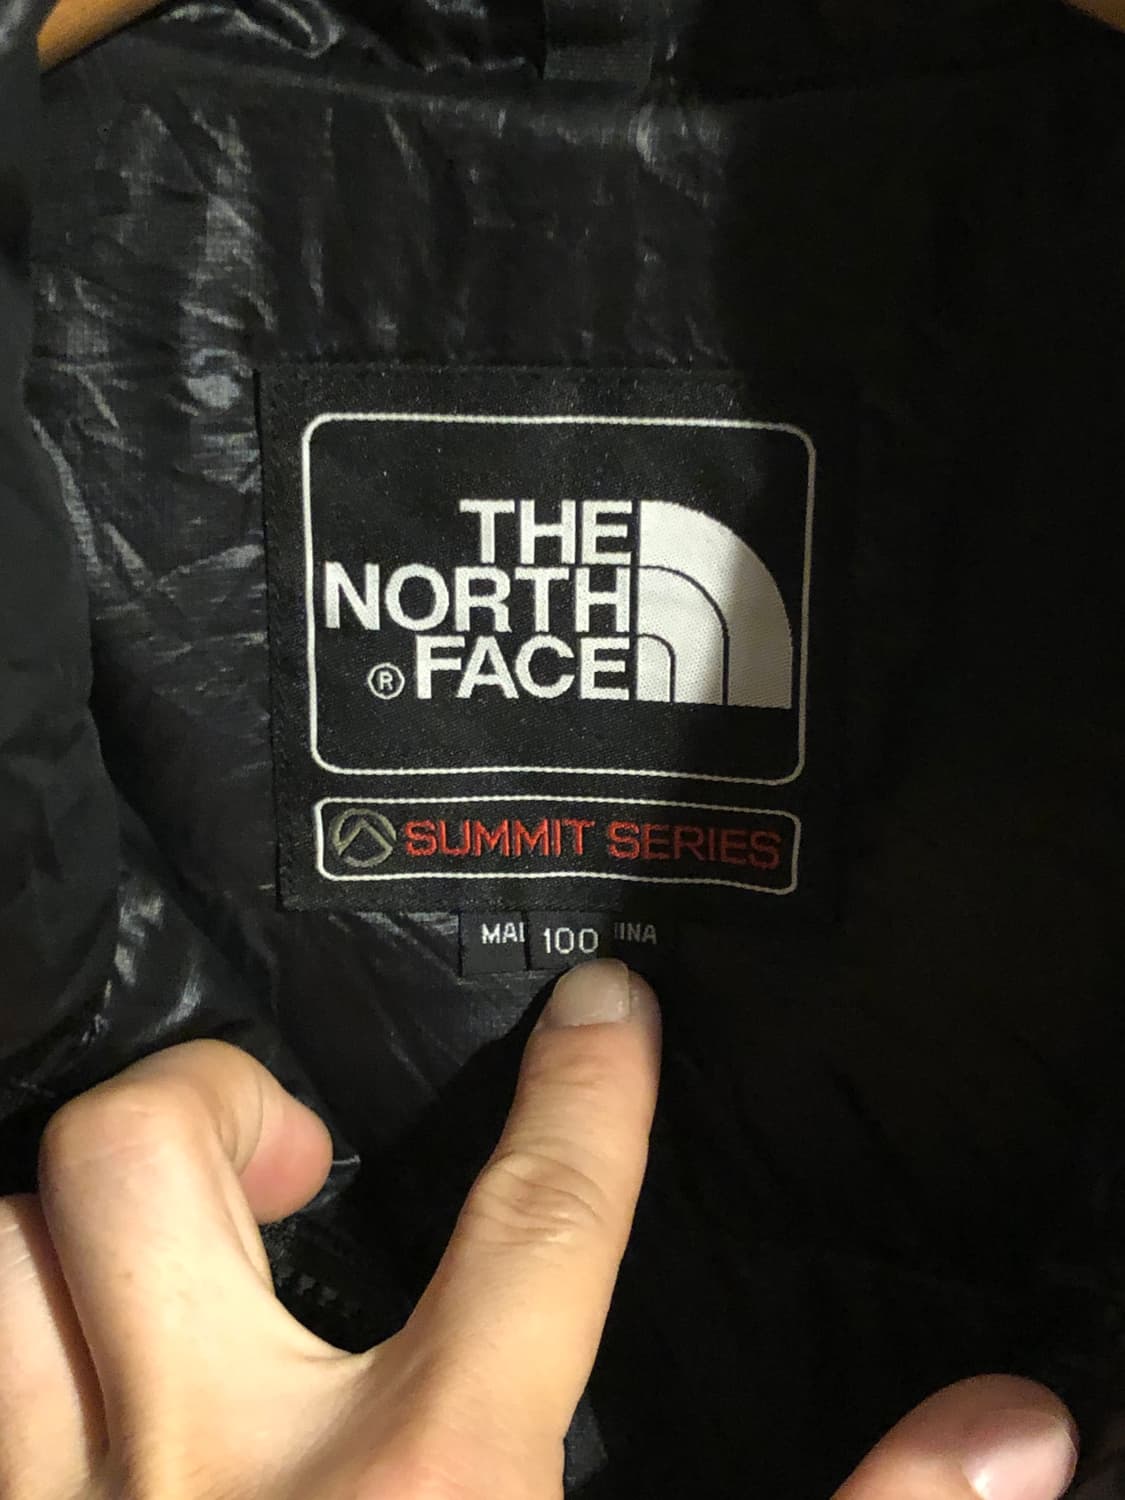 THE
NORTH
® FACE
SUMMIT SERIES
100